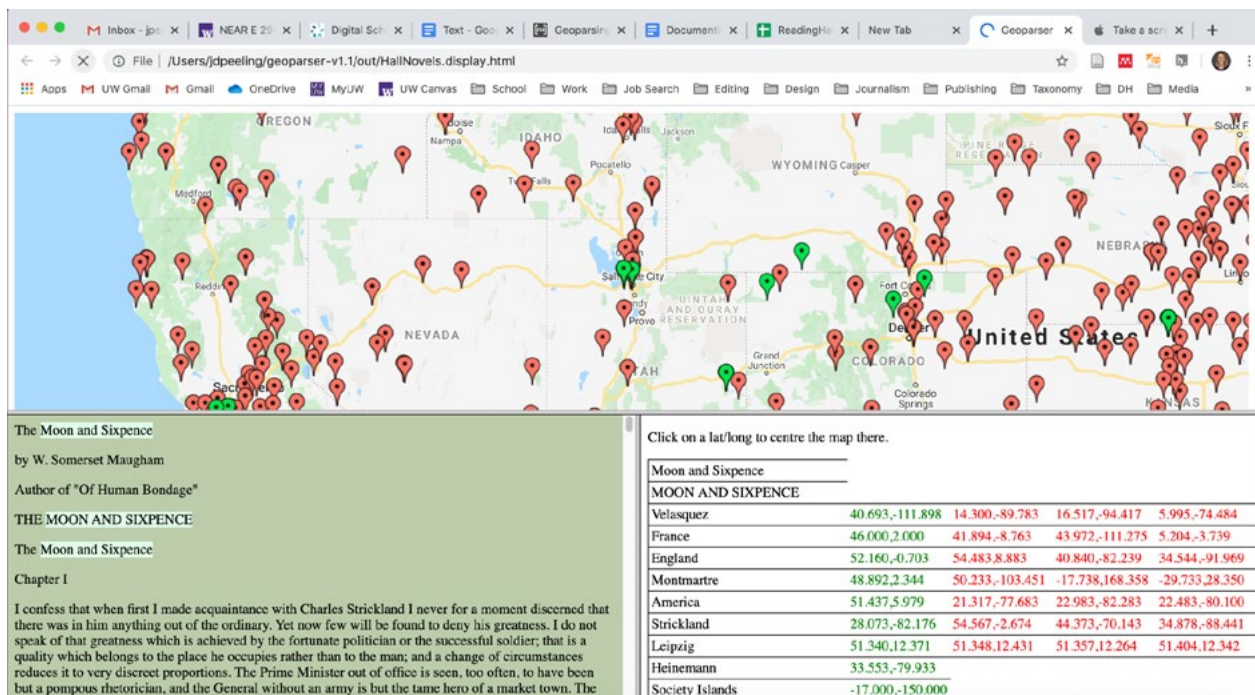 Inbox - jpe
NEAR E 29
Digital Sch
Text - Goo
Geoparsing
Documenti
ReadingHe
New Tab
Geoparser
Take a scr
File | /Users/jdpeeling/geoparser-v1.1/out/HallNovels.display.html
Apps UW Gmail Gmail OneDrive MyUW UW Canvas School Work Job Search Editing Design Journalism Publishing Taxonomy DH Media »
OREGON
Boise
Nampa
IDAHO
Jackson
Pocatello
WYOMING
Casper
Medford
NEBRASKA
NEVADA
Provo
UINTAH
AND OURAY
RESERVATION
Grand
Junction
COLORADO
Colorado
Springs
United States
KANSAS
The Moon and Sixpence
by W. Somerset Maugham
Author of "Of Human Bondage"
THE MOON AND SIXPENCE
The Moon and Sixpence
Chapter I
I confess that when first I made acquaintance with Charles Strickland I never for a moment discerned that
there was in him anything out of the ordinary. Yet now few will be found to deny his greatness. I do not
speak of that greatness which is achieved by the fortunate politician or the successful soldier; that is a
quality which belongs to the place he occupies rather than to the man; and a change of circumstances
reduces it to very discreet proportions. The Prime Minister out of office is seen, too often, to have been
but a pompous rhetorician, and the General without an army is but the tame hero of a market town. The
Click on a lat/long to centre the map there.
Moon and Sixpence
MOON AND SIXPENCE
Velasquez 40.693,-111.898 14.300,-89.783 16.517,-94.417 5.995,-74.484
France 46.000,2.000 41.894,-8.763 43.972,-111.275 5.204,-3.739
England 52.160,-0.703 54.483,8.883 40.840,-82.239 34.544,-91.969
Montmartre 48.892,2.344 50.233,-103.451 -17.738,168.358 -29.733,28.350
America 51.437,5.979 21.317,-77.683 22.983,-82.283 22.483,-80.100
Strickland 28.073,-82.176 54.567,-2.674 44.373,-70.143 34.878,-88.441
Leipzig 51.340,12.371 51.348,12.431 51.357,12.264 51.404,12.342
Heinemann 33.553,-79.933
Society Islands -17.000,-150.000